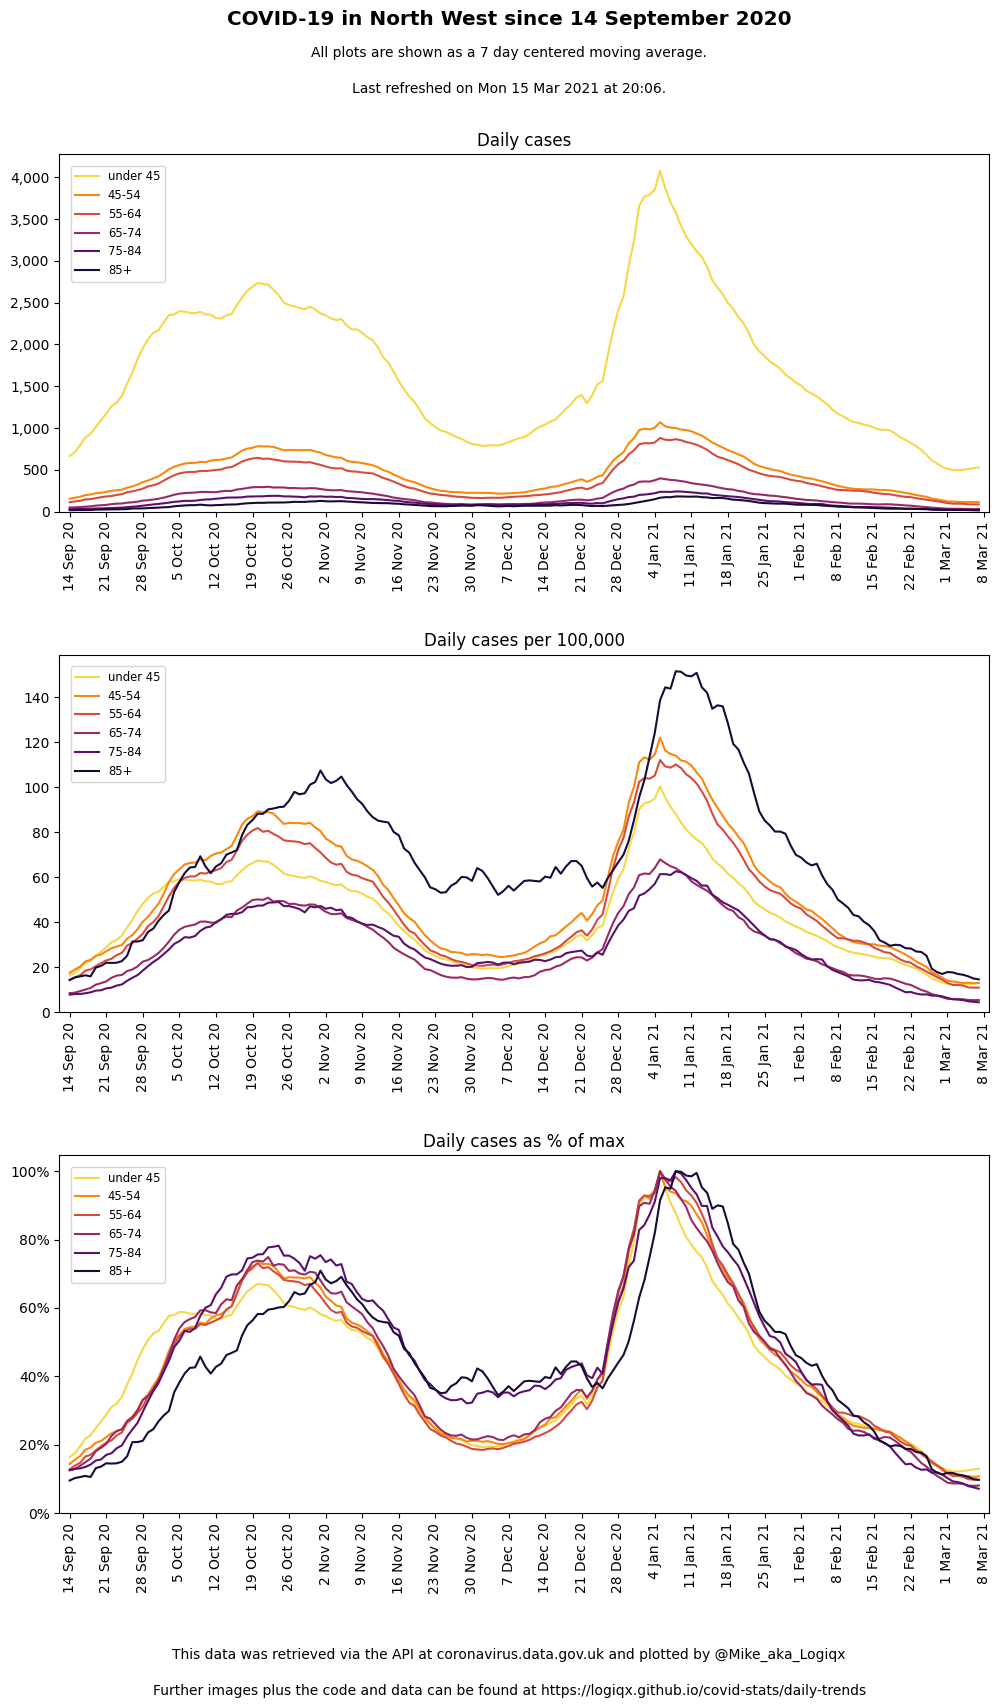 COVID-19 in North West since 14 September 2020
All plots are shown as a 7 day centered moving average.
Last refreshed on Mon 15 Mar 2021 at 20:06.
Daily cases
under 45
45-54
55-64
65-74
75-84
85+
4,000
3,500
3,000
2,500
2,000
1,500
1,000
500
0
14 Sep 20
21 Sep 20
28 Sep 20
5 Oct 20
12 Oct 20
19 Oct 20
26 Oct 20
2 Nov 20
9 Nov 20
16 Nov 20
23 Nov 20
30 Nov 20
7 Dec 20
14 Dec 20
21 Dec 20
28 Dec 20
4 Jan 21
11 Jan 21
18 Jan 21
25 Jan 21
1 Feb 21
8 Feb 21
15 Feb 21
22 Feb 21
1 Mar 21
8 Mar 21
Daily cases per 100,000
under 45
45-54
55-64
65-74
75-84
85+
140
120
100
80
60
40
20
0
14 Sep 20
21 Sep 20
28 Sep 20
5 Oct 20
12 Oct 20
19 Oct 20
26 Oct 20
2 Nov 20
9 Nov 20
16 Nov 20
23 Nov 20
30 Nov 20
7 Dec 20
14 Dec 20
21 Dec 20
28 Dec 20
4 Jan 21
11 Jan 21
18 Jan 21
25 Jan 21
1 Feb 21
8 Feb 21
15 Feb 21
22 Feb 21
1 Mar 21
8 Mar 21
Daily cases as % of max
under 45
45-54
55-64
65-74
75-84
85+
100%
80%
60%
40%
20%
0%
14 Sep 20
21 Sep 20
28 Sep 20
5 Oct 20
12 Oct 20
19 Oct 20
26 Oct 20
2 Nov 20
9 Nov 20
16 Nov 20
23 Nov 20
30 Nov 20
7 Dec 20
14 Dec 20
21 Dec 20
28 Dec 20
4 Jan 21
11 Jan 21
18 Jan 21
25 Jan 21
1 Feb 21
8 Feb 21
15 Feb 21
22 Feb 21
1 Mar 21
8 Mar 21
This data was retrieved via the API at coronavirus.data.gov.uk and plotted by @Mike_aka_Logiqx
Further images plus the code and data can be found at https://logiqx.github.io/covid-stats/daily-trends